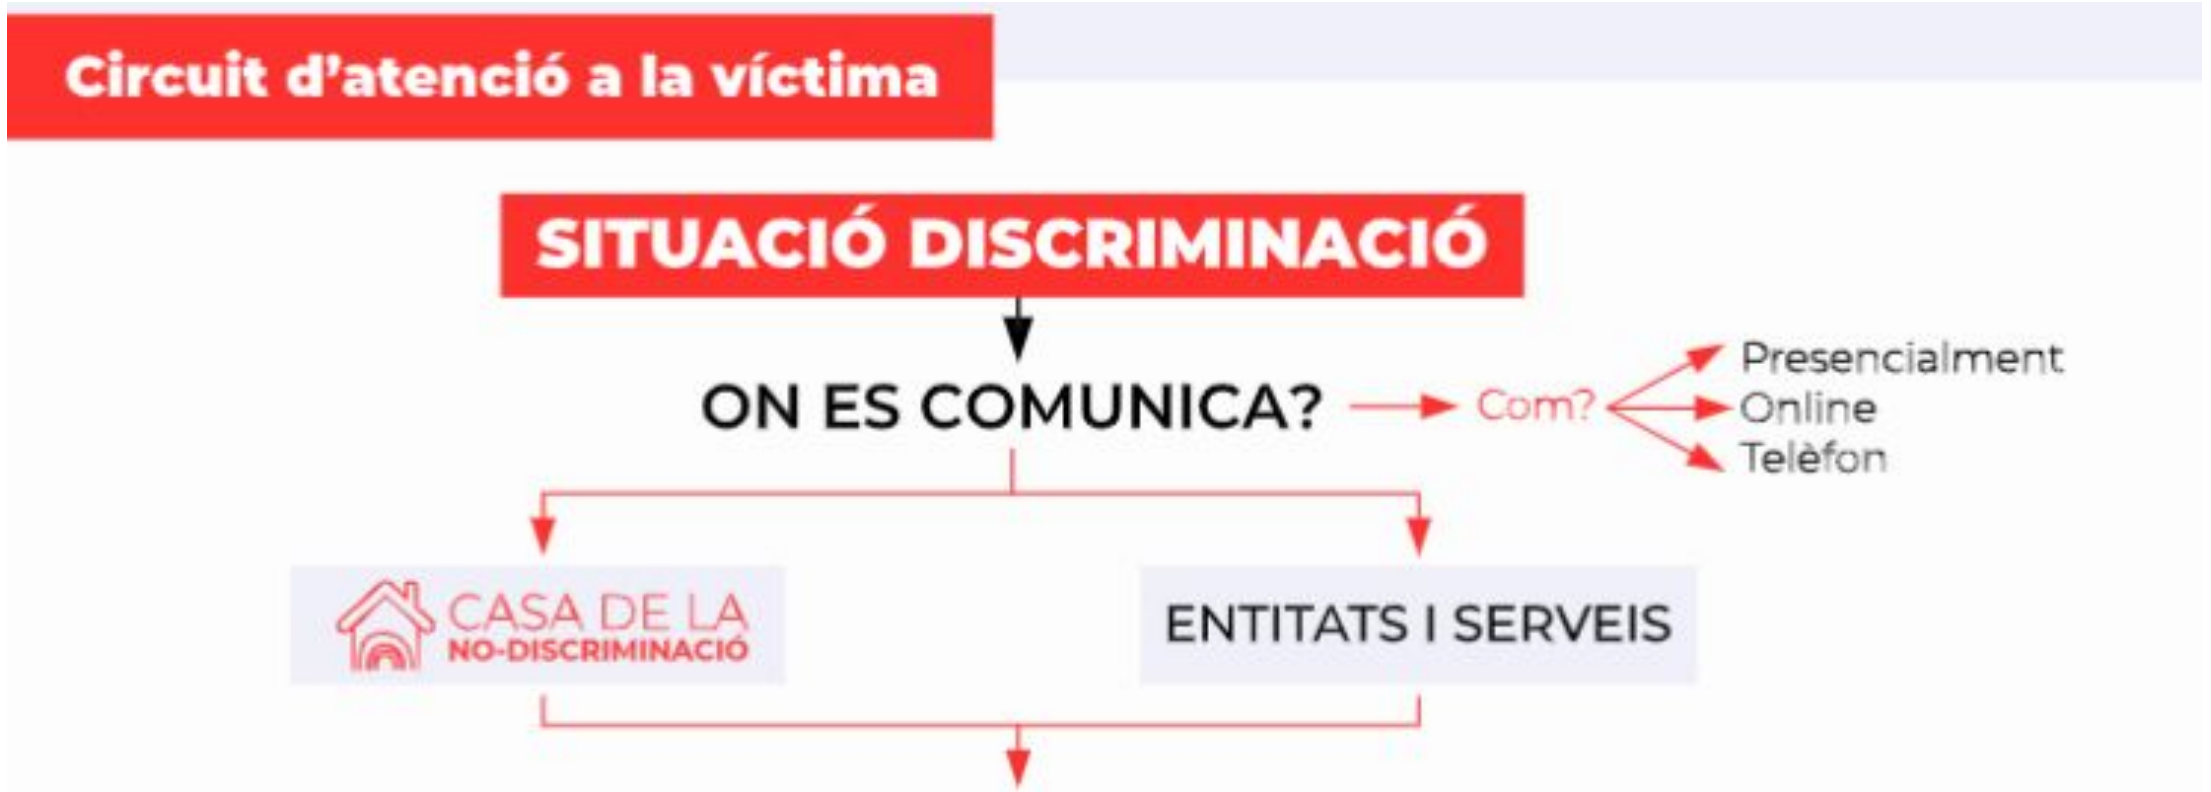 Circuit d'atenció a la víctima
SITUACIÓ DISCRIMINACIÓ
ON ES COMUNICA?
Com?
Presencialment
Online
Telèfon
CASA DE LA
NO-DISCRIMINACIÓ
ENTITATS I SERVEIS